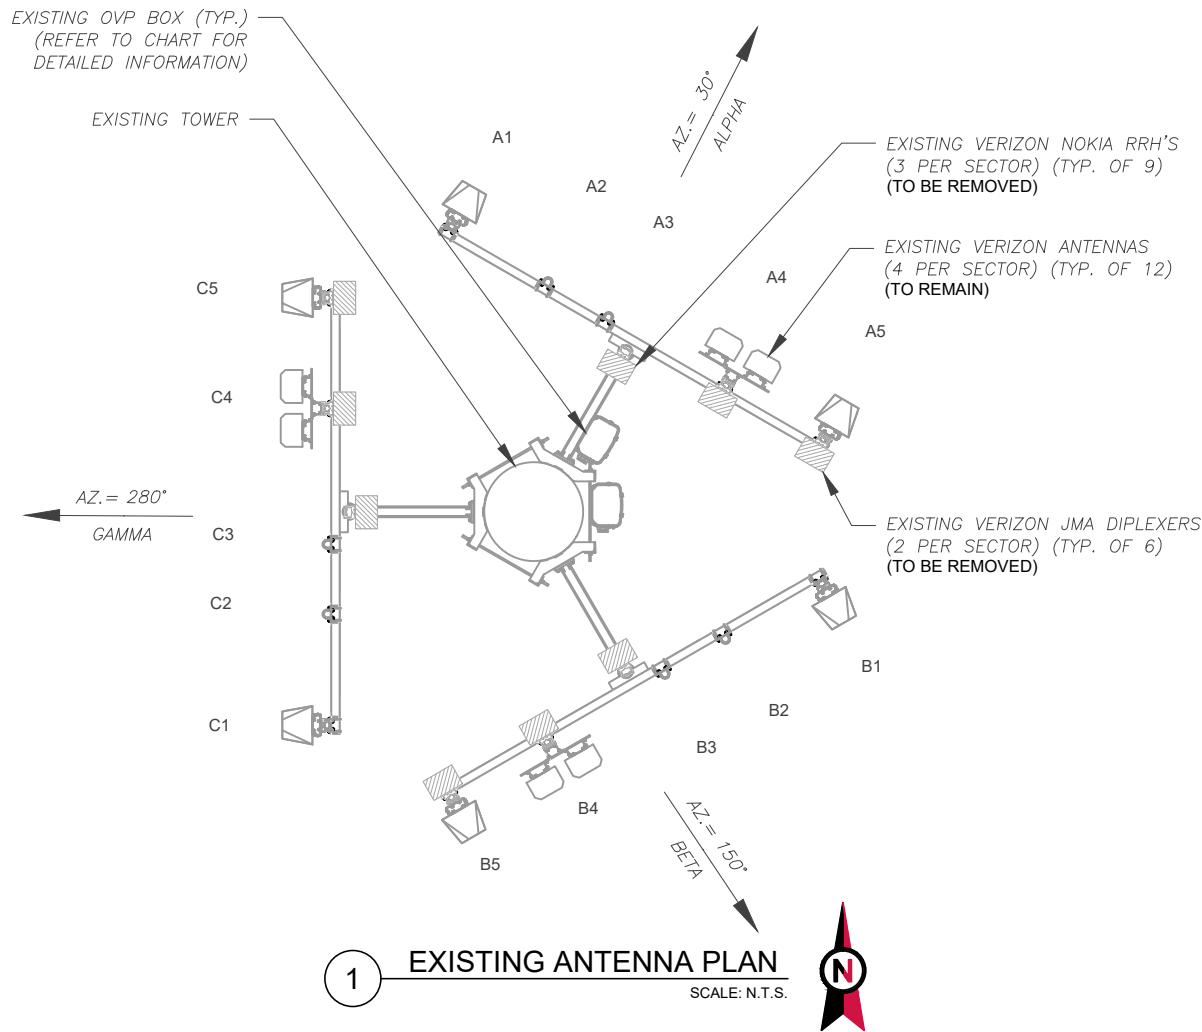 EXISTING OVP BOX (TYP.)
(REFER TO CHART FOR
DETAILED INFORMATION)
EXISTING TOWER
AZ.= 30°
ALPHA
A1
A2
A3
A4
A5
EXISTING VERIZON NOKIA RRH'S
(3 PER SECTOR) (TYP. OF 9)
(TO BE REMOVED)
EXISTING VERIZON ANTENNAS
(4 PER SECTOR) (TYP. OF 12)
(TO REMAIN)
EXISTING VERIZON JMA DIPLEXERS
(2 PER SECTOR) (TYP. OF 6)
(TO BE REMOVED)
C5
C4
AZ.= 280°
GAMMA
C3
C2
C1
B1
B2
B3
B4
B5
AZ.= 150°
BETA
1
EXISTING ANTENNA PLAN
SCALE: N.T.S.
N